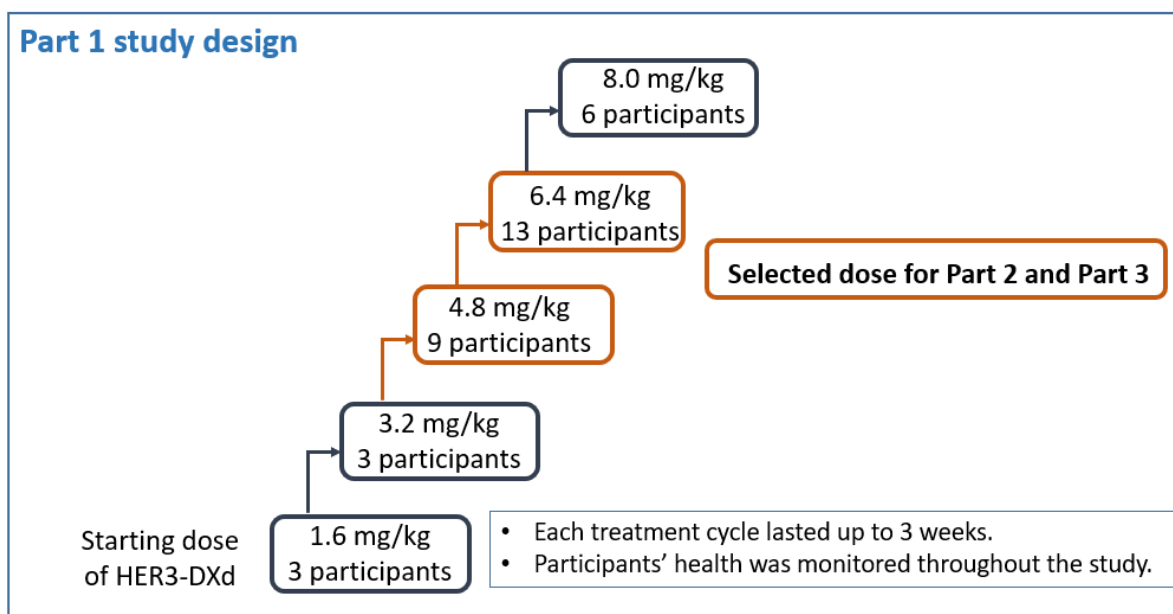 Part 1 study design
8.0 mg/kg
6 participants
6.4 mg/kg
13 participants
Selected dose for Part 2 and Part 3
4.8 mg/kg
9 participants
3.2 mg/kg
3 participants
Starting dose
of HER3-DXd
1.6 mg/kg
3 participants
• Each treatment cycle lasted up to 3 weeks.
• Participants’ health was monitored throughout the study.